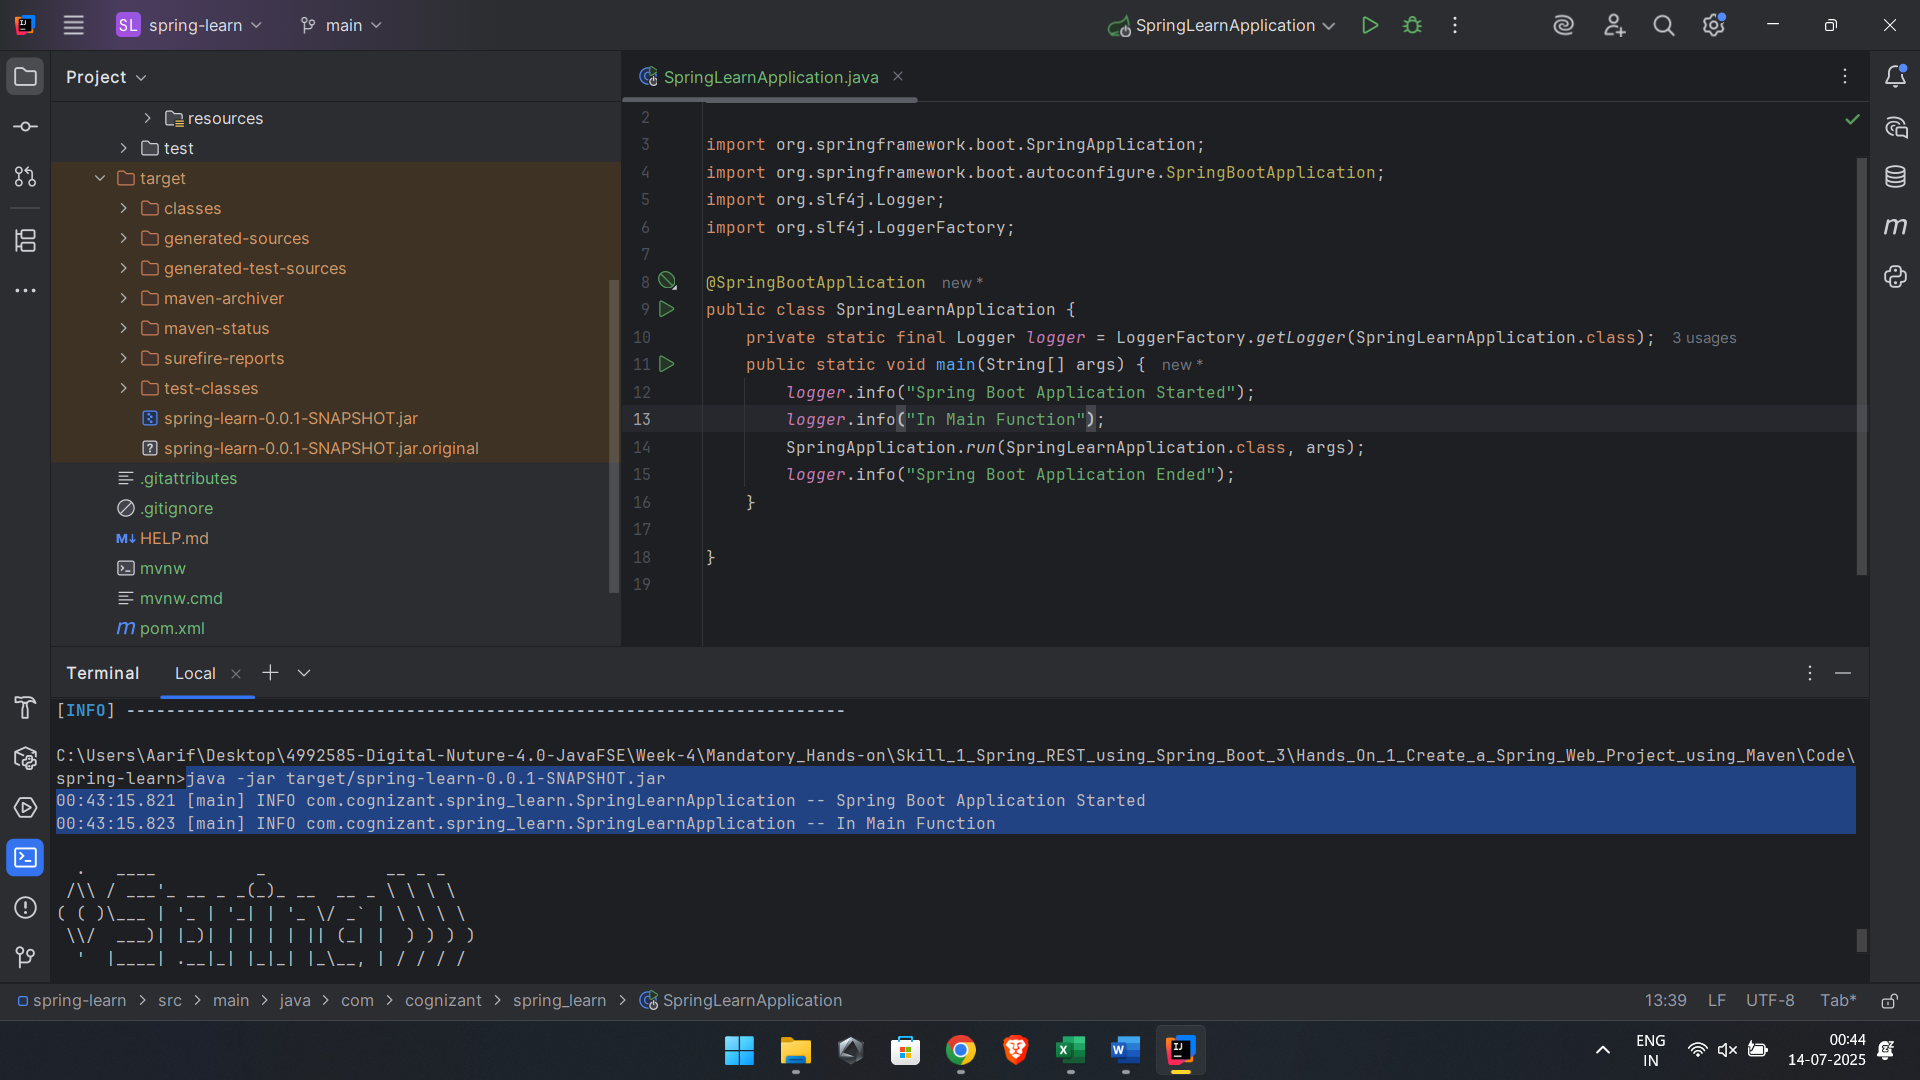 SL spring-learn main SpringLearnApplication
Project
SpringLearnApplication.java
resources
test
target
classes
generated-sources
generated-test-sources
maven-archiver
maven-status
surefire-reports
test-classes
spring-learn-0.0.1-SNAPSHOT.jar
spring-learn-0.0.1-SNAPSHOT.jar.original
.gitattributes
.gitignore
M↓ HELP.md
mvnw
mvnw.cmd
m pom.xml
2
3 import org.springframework.boot.SpringApplication;
4 import org.springframework.boot.autoconfigure.SpringBootApplication;
5 import org.slf4j.Logger;
6 import org.slf4j.LoggerFactory;
7
8 @SpringBootApplication new *
9 public class SpringLearnApplication {
10 private static final Logger logger = LoggerFactory.getLogger(SpringLearnApplication.class); 3 usages
11 public static void main(String[] args) { new *
12 logger.info("Spring Boot Application Started");
13 logger.info("In Main Function");
14 SpringApplication.run(SpringLearnApplication.class, args);
15 logger.info("Spring Boot Application Ended");
16 }
17
18 }
19
Terminal Local
[INFO] ------------------------------------------------------------------------
C:\Users\Aarif\Desktop\4992585-Digital-Nuture-4.0-JavaFSE\Week-4\Mandatory_Hands-on\Skill_1_Spring_REST_using_Spring_Boot_3\Hands_On_1_Create_a_Spring_Web_Project_using_Maven\Code\
spring-learn>java -jar target/spring-learn-0.0.1-SNAPSHOT.jar
00:43:15.821 [main] INFO com.cognizant.spring_learn.SpringLearnApplication -- Spring Boot Application Started
00:43:15.823 [main] INFO com.cognizant.spring_learn.SpringLearnApplication -- In Main Function
  .   ____          _            __ _ _
 /\\ / ___'_ __ _ _(_)_ __  __ _ \ \ \ \
( ( )\___ | '_ | '_| | '_ \/ _` | \ \ \ \
 \\/  ___)| |_)| | | | | || (_| |  ) ) ) )
  '  |____| .__|_| |_|_| |_\__, | / / / /
spring-learn > src > main > java > com > cognizant > spring_learn > SpringLearnApplication 13:39 LF UTF-8 Tab*
ENG
IN
00:44
14-07-2025